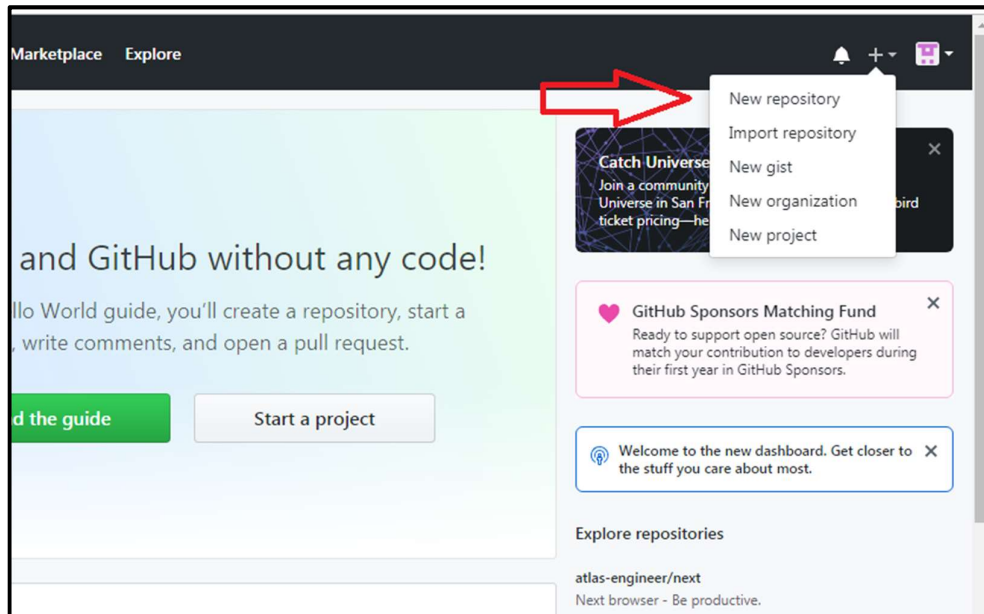 Marketplace Explore
New repository
Import repository
New gist
New organization
New project
Catch Universe
Join a community
Universe in San Fr bird
ticket pricing—he
and GitHub without any code!
llo World guide, you’ll create a repository, start a
, write comments, and open a pull request.
d the guide
Start a project
GitHub Sponsors Matching Fund
Ready to support open source? GitHub will
match your contribution to developers during
their first year in GitHub Sponsors.
Welcome to the new dashboard. Get closer to
the stuff you care about most.
Explore repositories
atlas-engineer/next
Next browser - Be productive.